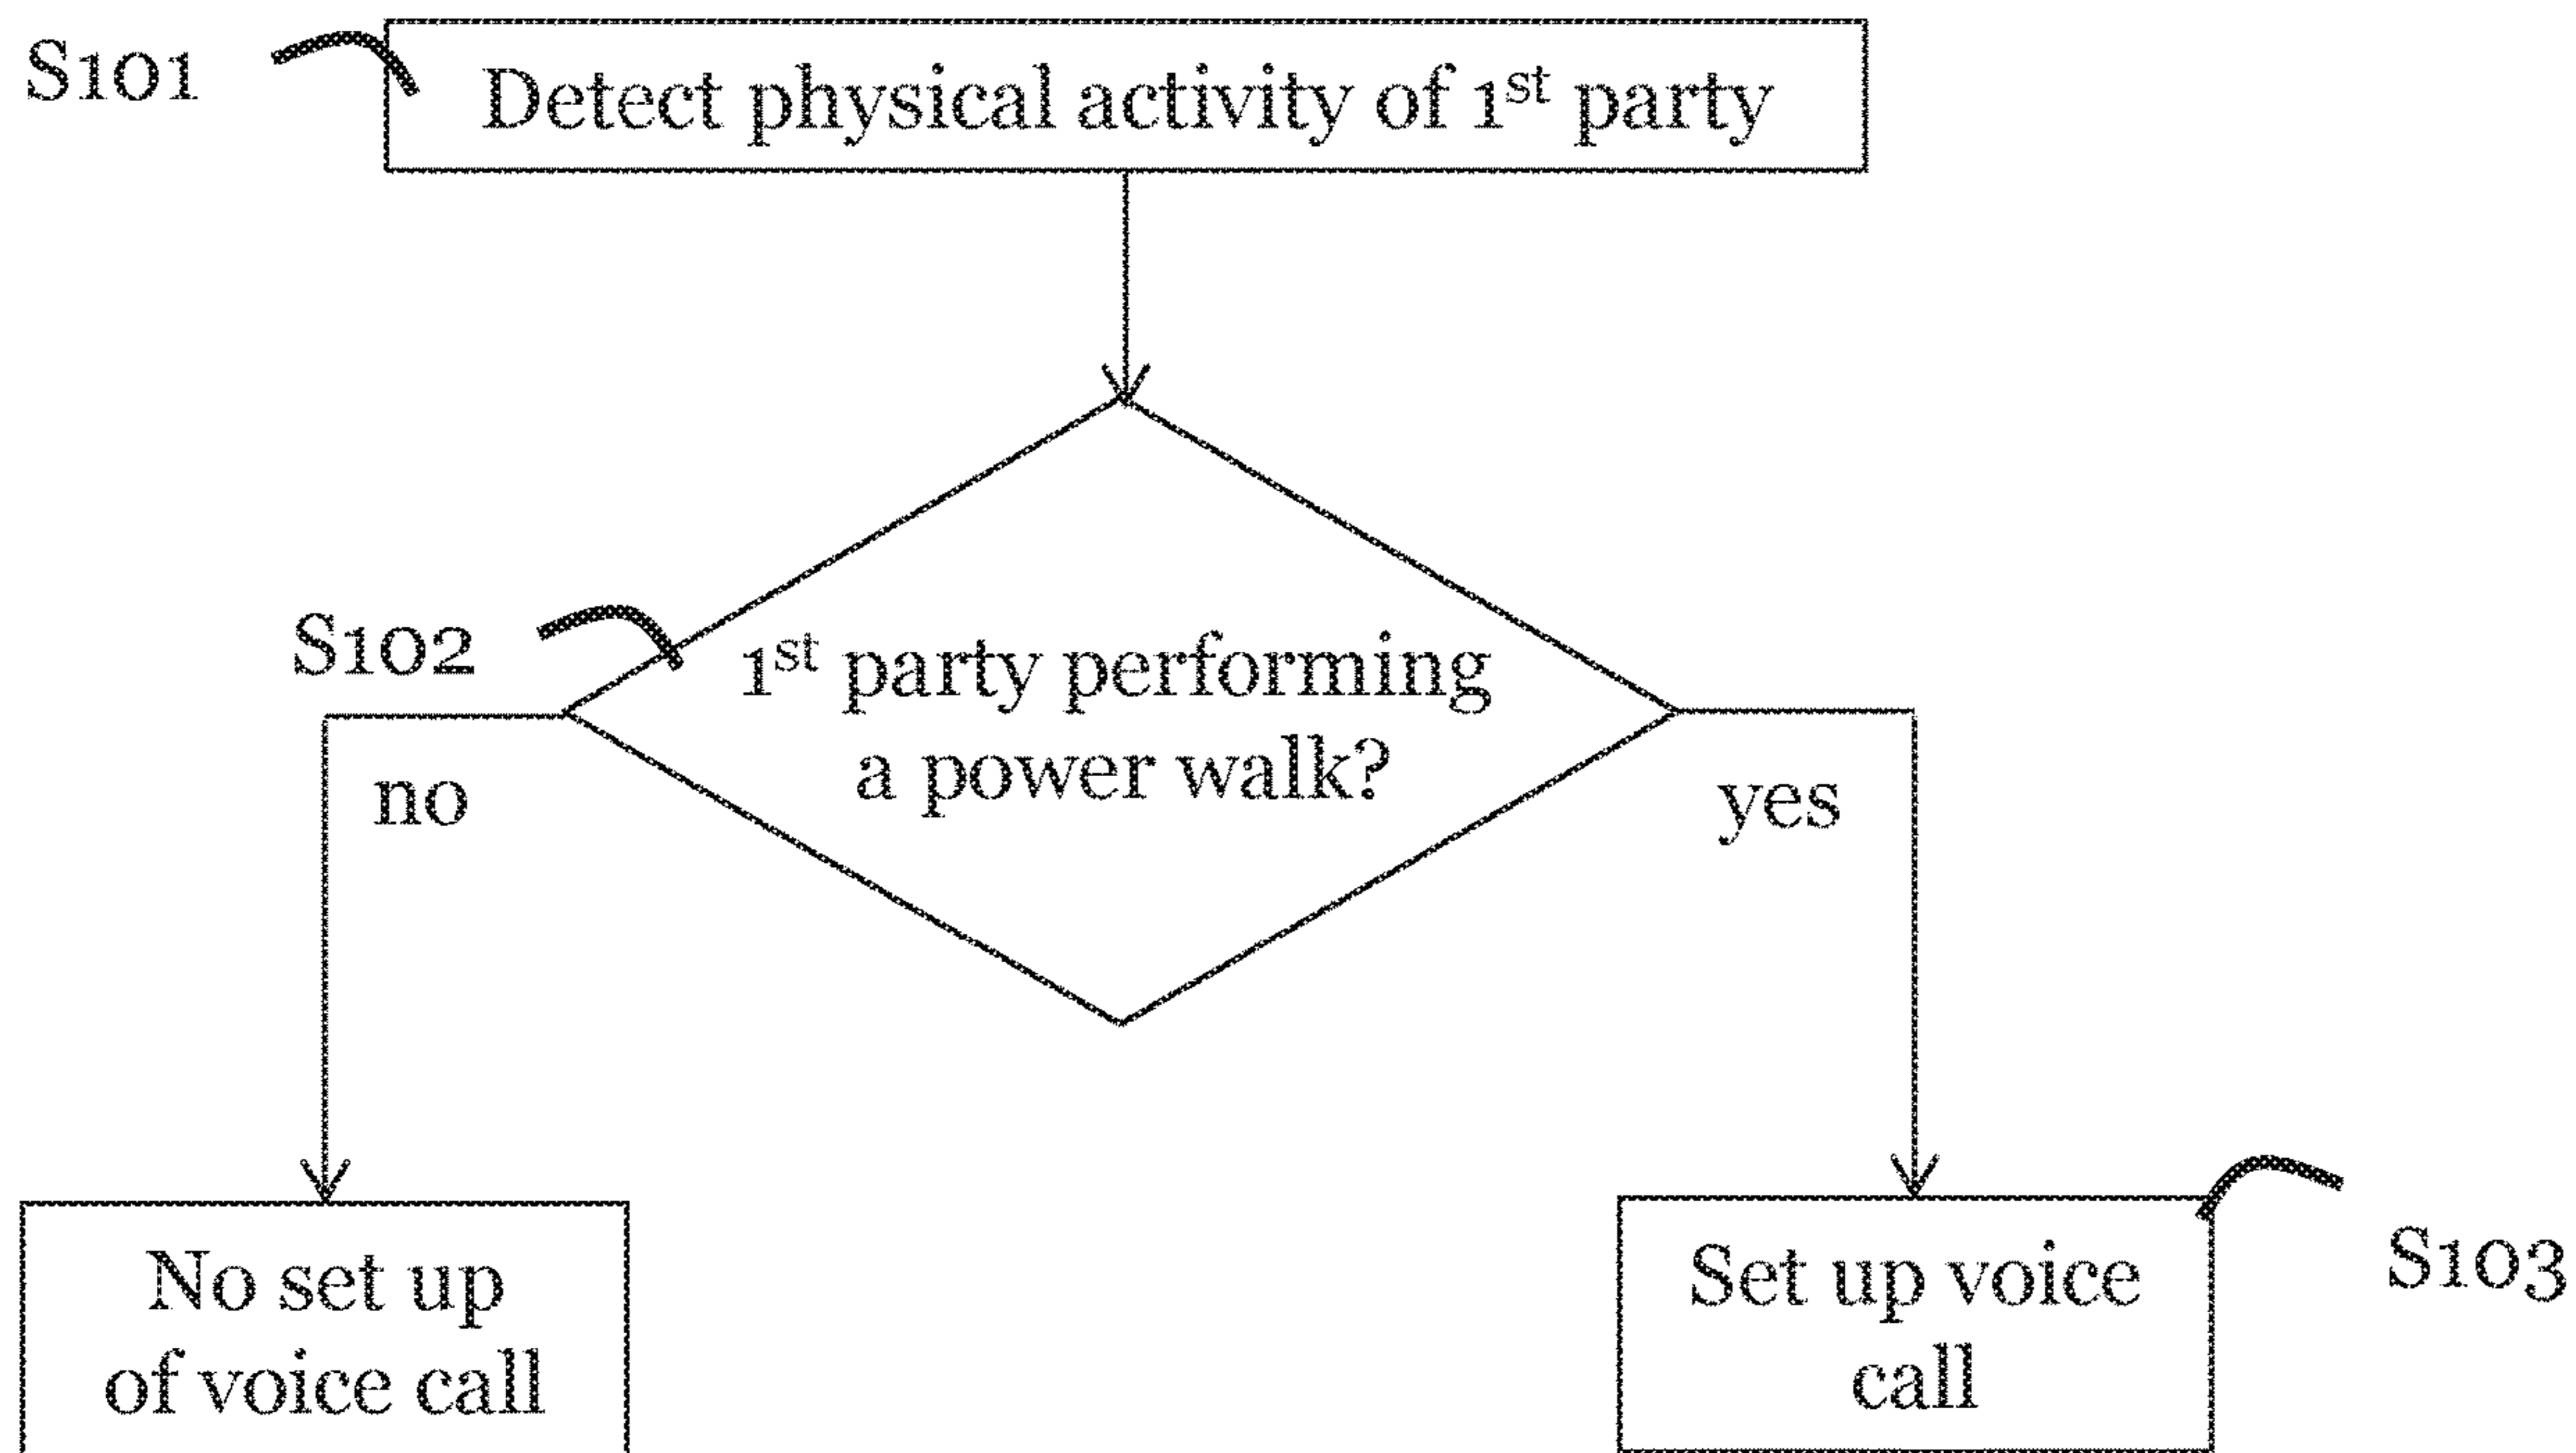 S101
Detect physical activity of 1st party
S102
1st party performing
a power walk?
no
yes
No set up
of voice call
Set up voice
call
S103